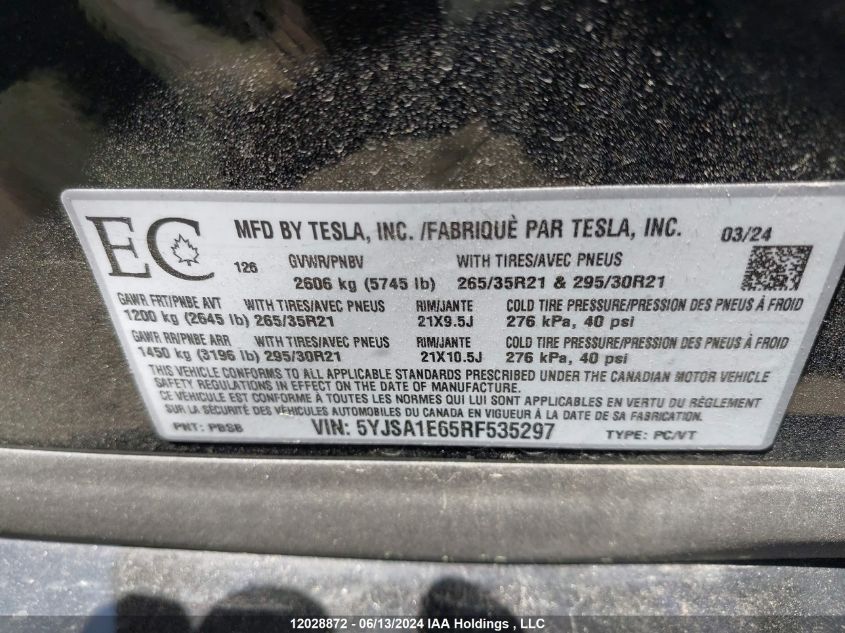 EC
MFD BY TESLA, INC. /FABRIQUÈ PAR TESLA, INC. 03/24
126 GVWR/PNBV WITH TIRES/AVEC PNEUS
2606 kg (5745 lb) 265/35R21 & 295/30R21
GAWR FRT/PNBE AVT WITH TIRES/AVEC PNEUS RIM/JANTE COLD TIRE PRESSURE/PRESSION DES PNEUS À FROID
1200 kg (2645 lb) 265/35R21 21X9.5J 276 kPa, 40 psi
GAWR RR/PNBE ARR WITH TIRES/AVEC PNEUS RIM/JANTE COLD TIRE PRESSURE/PRESSION DES PNEUS À FROID
1450 kg (3196 lb) 295/30R21 21X10.5J 276 kPa, 40 psi
THIS VEHICLE CONFORMS TO ALL APPLICABLE STANDARDS PRESCRIBED UNDER THE CANADIAN MOTOR VEHICLE
SAFETY REGULATIONS IN EFFECT ON THE DATE OF MANUFACTURE.
CE VÉHICULE EST CONFORME À TOUTES LES NORMES QUI LUI SONT APPLICABLES EN VERTU DU RÉGLEMENT
SUR LA SÉCURITÉ DES VÉHICULES AUTOMOBILES DU CANADA EN VIGUEUR À LA DATE DE SA FABRICATION.
PNT: PBSB VIN: 5YJSA1E65RF535297 TYPE: PC/VT
12028872 - 06/13/2024 IAA Holdings , LLC